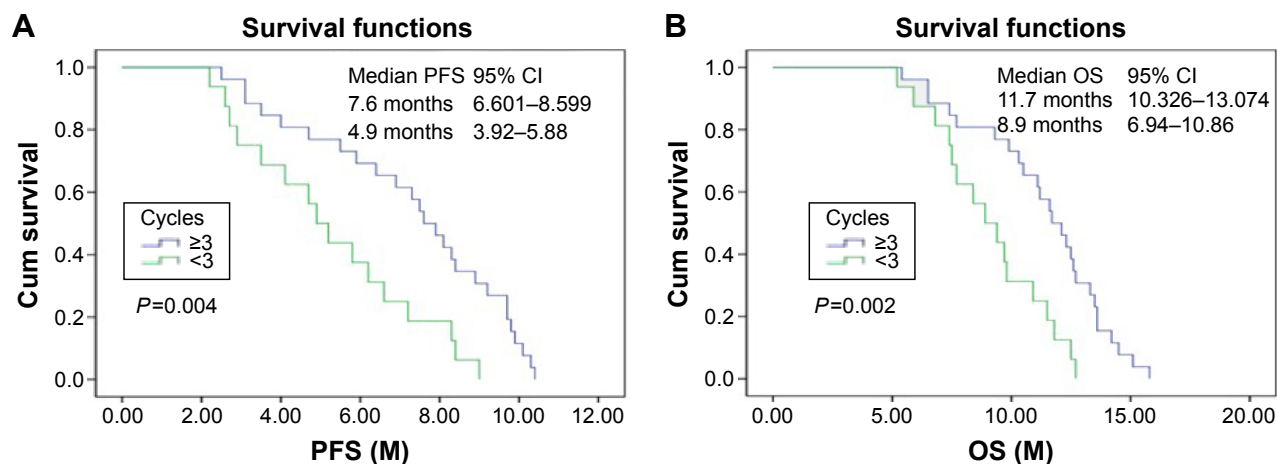 A
Survival functions
Median PFS 95% CI
7.6 months 6.601–8.599
4.9 months 3.92–5.88
1.0
0.8
0.6
0.4
0.2
0.0
Cum survival
Cycles
≥3
<3
P=0.004
0.00 2.00 4.00 6.00 8.00 10.00 12.00
PFS (M)
B
Survival functions
Median OS 95% CI
11.7 months 10.326–13.074
8.9 months 6.94–10.86
1.0
0.8
0.6
0.4
0.2
0.0
Cum survival
Cycles
≥3
<3
P=0.002
0.00 5.00 10.00 15.00 20.00
OS (M)